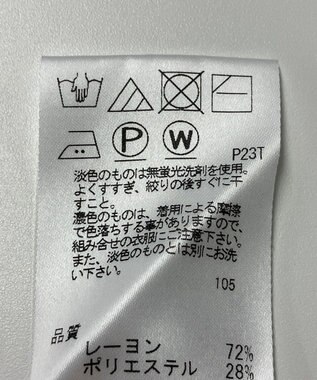 P W
P23T
淡色のものは無蛍光洗剤を使用。
よくすすぎ、絞りの後すぐに干
すこと。
濃色のものは、着用による摩擦
で色落ちする事がありますので、
組み合せの衣服にご注意下さい。
また、淡色のものとは別にお洗
い下さい。
105
品質
レーヨン 72%
ポリエステル 28%